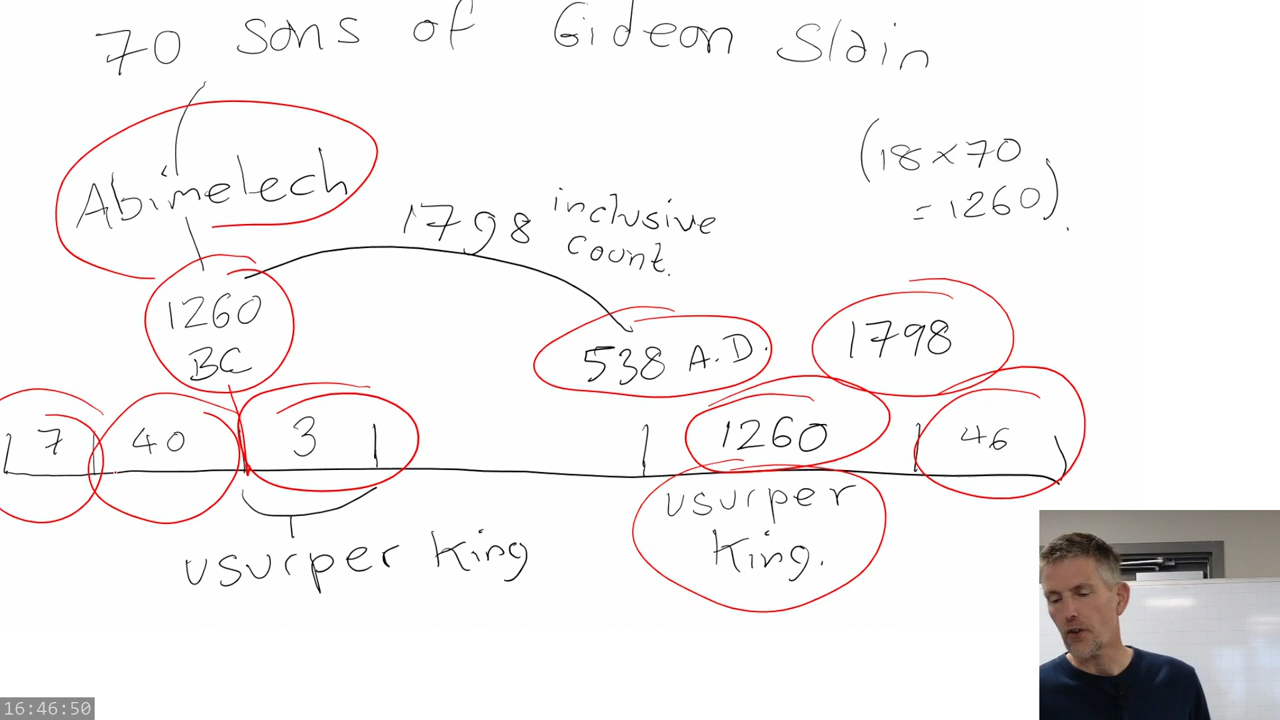 70 sons of Gideon Slain
Abimelech
(18 × 70
= 1260).
1798 inclusive
count.
1260
BC
538 A.D.
1798
7 40 3 1260 46
usurper
King.
usurper King
16:46:50